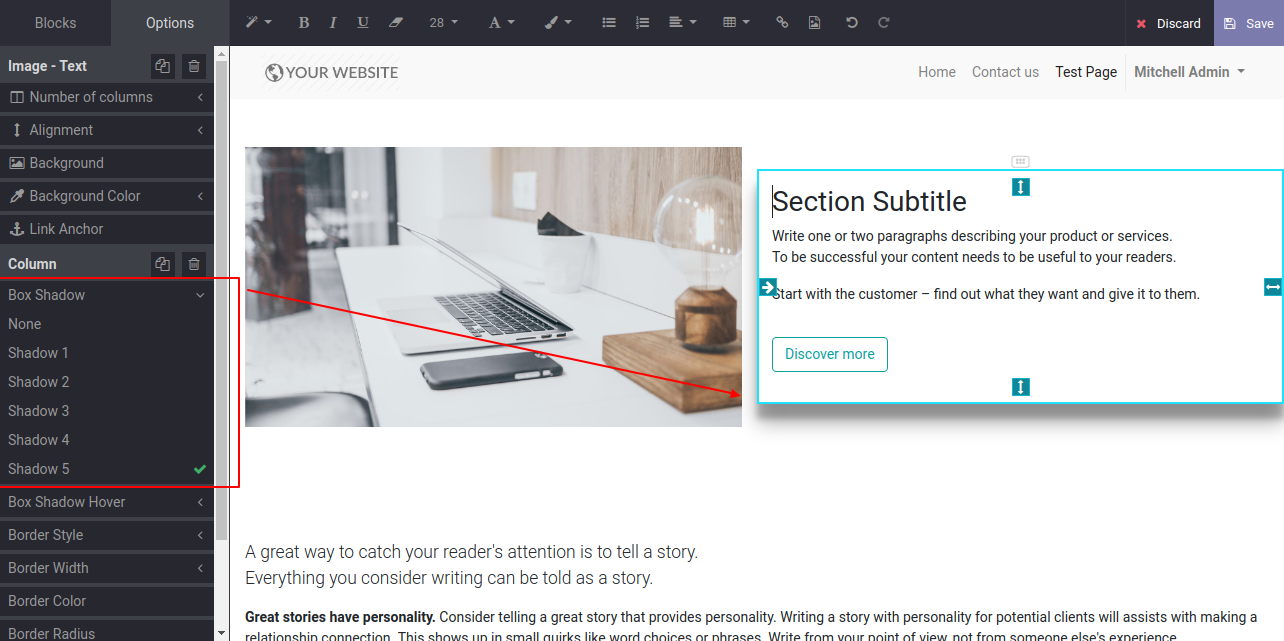 Blocks
Options
B I U
28
A
Discard
Save
Image - Text
Number of columns
Alignment
Background
Background Color
Link Anchor
Column
Box Shadow
None
Shadow 1
Shadow 2
Shadow 3
Shadow 4
Shadow 5
Box Shadow Hover
Border Style
Border Width
Border Color
Border Radius
YOUR WEBSITE
Home
Contact us
Test Page
Mitchell Admin
Section Subtitle
Write one or two paragraphs describing your product or services.
To be successful your content needs to be useful to your readers.
Start with the customer – find out what they want and give it to them.
Discover more
A great way to catch your reader's attention is to tell a story.
Everything you consider writing can be told as a story.
Great stories have personality. Consider telling a great story that provides personality. Writing a story with personality for potential clients will assists with making a
relationship connection. This shows up in small quirks like word choices or phrases. Write from your point of view, not from someone else's experience.